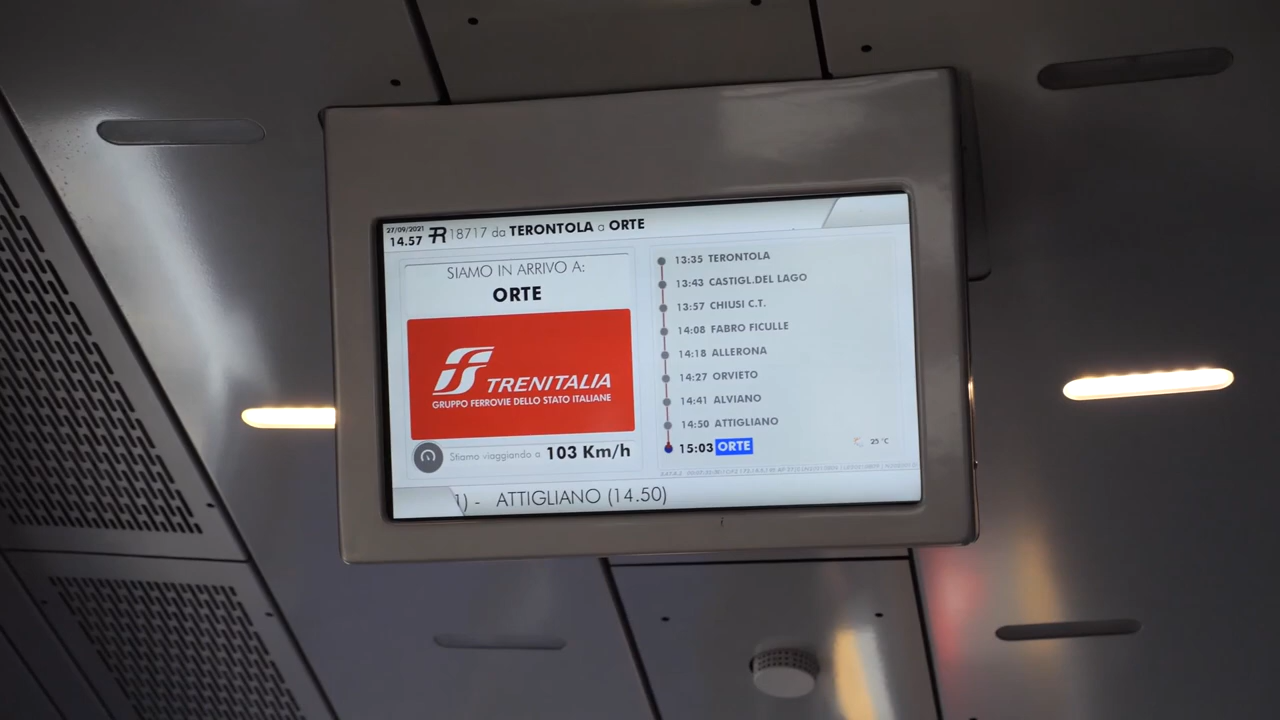 27/09/2021
14.57 R 18717 da TERONTOLA a ORTE
SIAMO IN ARRIVO A:
ORTE
TRENITALIA
GRUPPO FERROVIE DELLO STATO ITALIANE
Stiamo viaggiando a 103 Km/h
13:35 TERONTOLA
13:43 CASTIGL.DEL LAGO
13:57 CHIUSI C.T.
14:08 FABRO FICULLE
14:18 ALLERONA
14:27 ORVIETO
14:41 ALVIANO
14:50 ATTIGLIANO
15:03 ORTE
25 °C
1) - ATTIGLIANO (14.50)